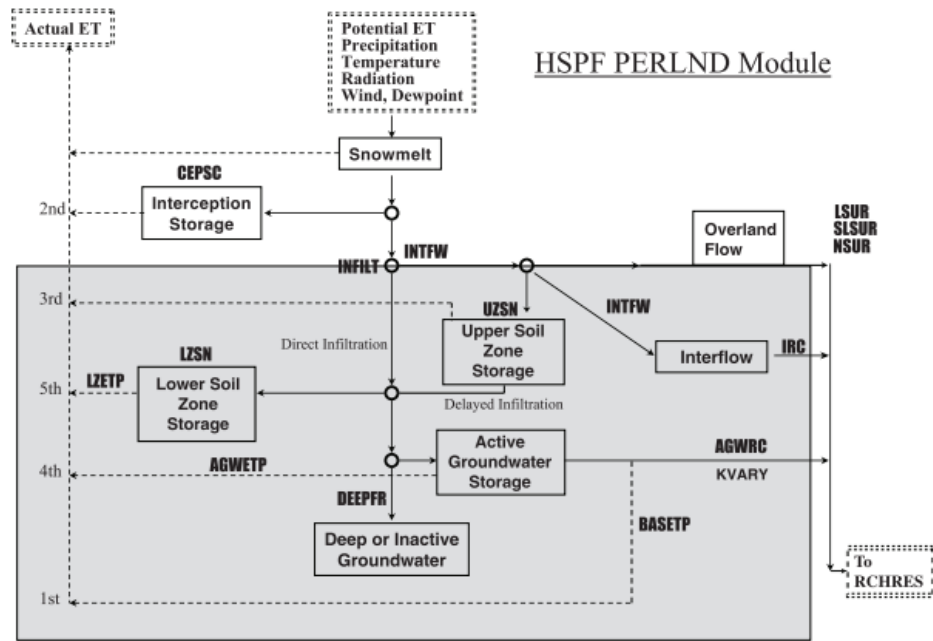 Actual ET
Potential ET
Precipitation
Temperature
Radiation
Wind, Dewpoint
HSPF PERLND Module
Snowmelt
CEPSC
Interception
Storage
2nd
Overland
Flow
LSUR
SLSUR
NSUR
INTFW
INFILT
3rd
UZSN
INTFW
Upper Soil
Zone
Storage
Direct Infiltration
Interflow
IRC
LZSN
LZETP
5th
Lower Soil
Zone
Storage
Delayed Infiltration
Active
Groundwater
Storage
AGWRC
KVARY
4th
AGWETP
DEEPFR
BASETP
Deep or Inactive
Groundwater
To
RCHRES
1st